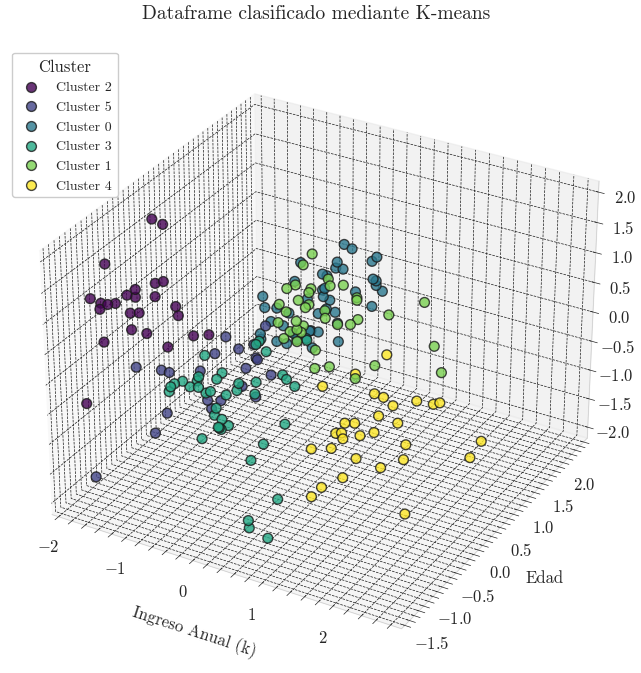 Dataframe clasificado mediante K-means
Cluster
Cluster 2
Cluster 5
Cluster 0
Cluster 3
Cluster 1
Cluster 4
2.0
1.5
1.0
0.5
0.0
−0.5
−1.0
−1.5
−2.0
−2
−1
0
1
2
Ingreso Anual (k)
2.0
1.5
1.0
0.5
0.0
−0.5
−1.0
−1.5
Edad